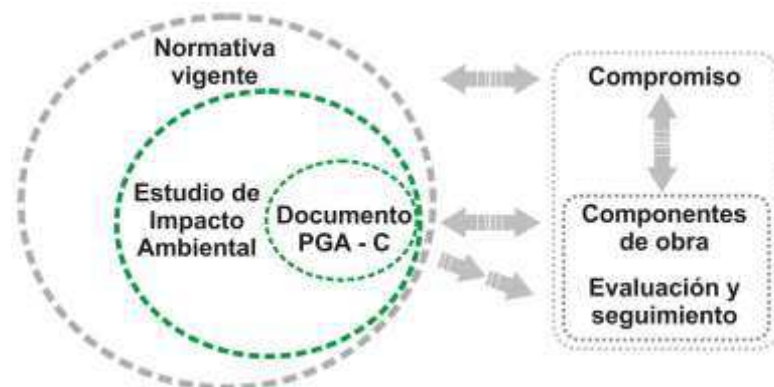 Normativa
vigente
Estudio de
Impacto
Ambiental
Documento
PGA - C
Compromiso
Componentes
de obra
Evaluación y
seguimiento